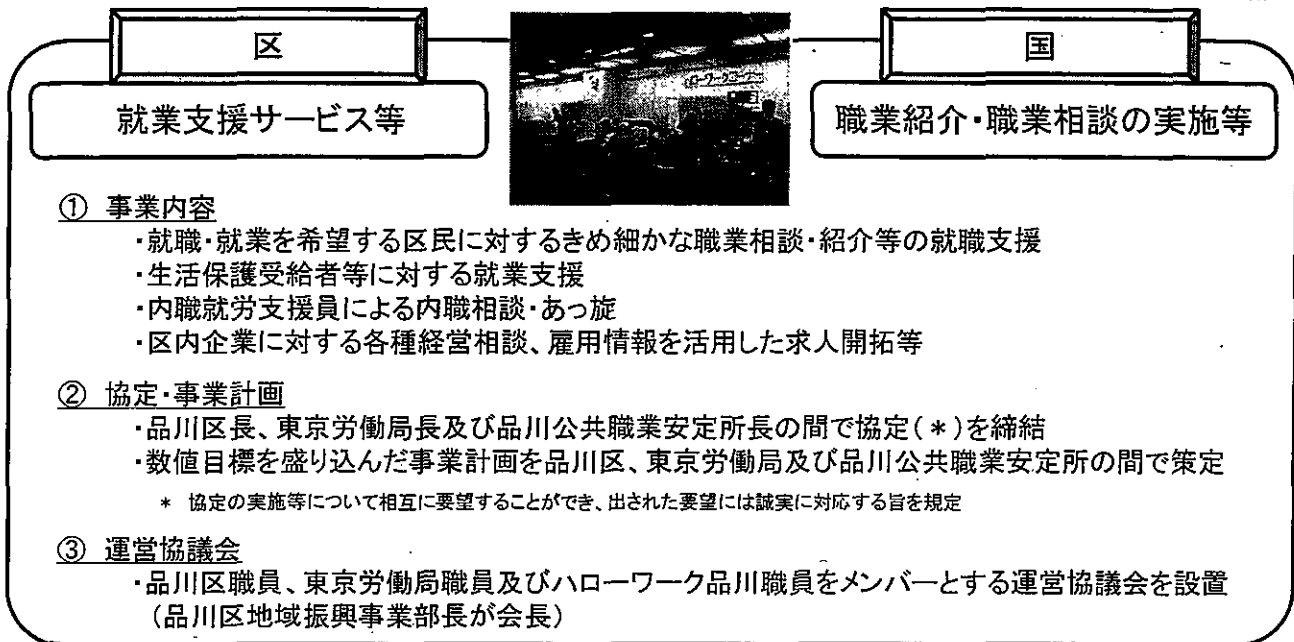 区
国
就業支援サービス等
職業紹介・職業相談の実施等
ハローワークコーナー
① 事業内容
・就職・就業を希望する区民に対するきめ細かな職業相談・紹介等の就職支援
・生活保護受給者等に対する就業支援
・内職就労支援員による内職相談・あっ旋
・区内企業に対する各種経営相談、雇用情報を活用した求人開拓等
② 協定・事業計画
・品川区長、東京労働局長及び品川公共職業安定所長の間で協定(*)を締結
・数値目標を盛り込んだ事業計画を品川区、東京労働局及び品川公共職業安定所の間で策定
* 協定の実施等について相互に要望することができ、出された要望には誠実に対応する旨を規定
③ 運営協議会
・品川区職員、東京労働局職員及びハローワーク品川職員をメンバーとする運営協議会を設置
(品川区地域振興事業部長が会長)